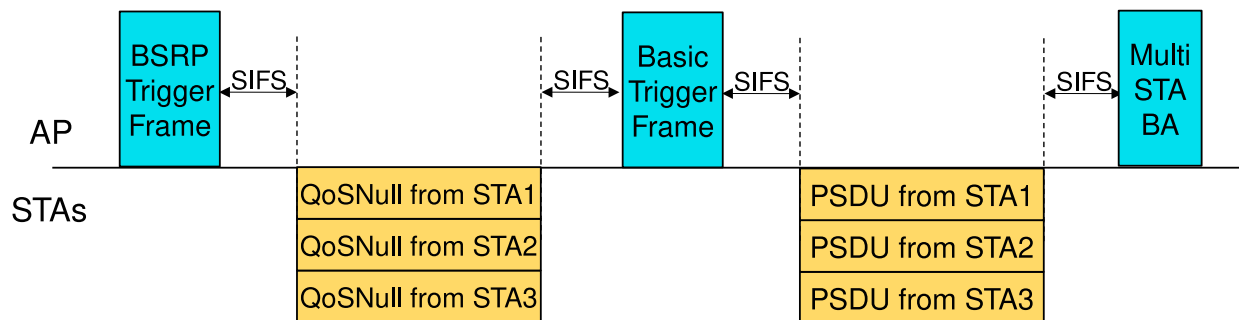 BSRP
Trigger
Frame
SIFS
SIFS
Basic
Trigger
Frame
SIFS
SIFS
Multi
STA
BA
AP
STAs
QoSNull from STA1
QoSNull from STA2
QoSNull from STA3
PSDU from STA1
PSDU from STA2
PSDU from STA3